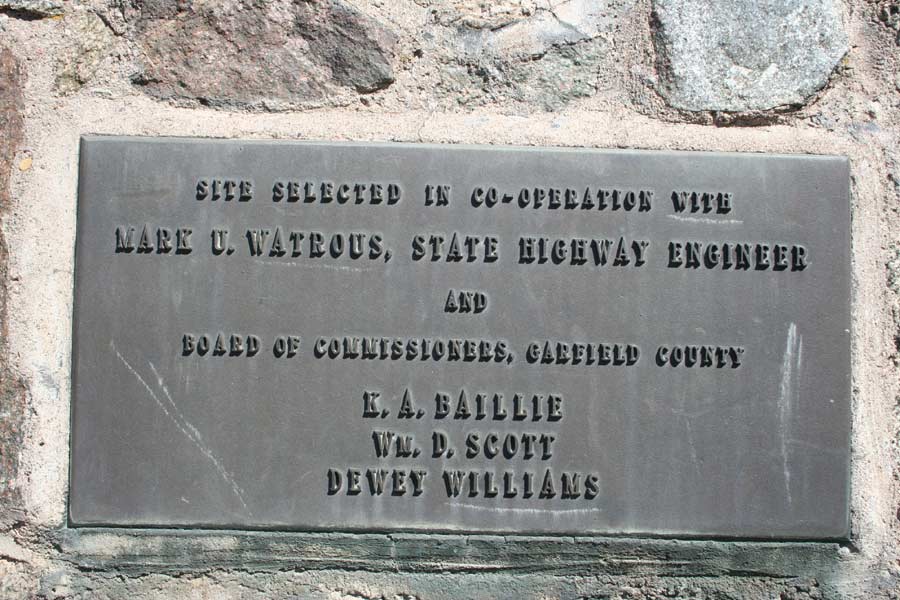 SITE SELECTED IN CO-OPERATION WITH
MARK U. WATROUS, STATE HIGHWAY ENGINEER
AND
BOARD OF COMMISSIONERS, GARFIELD COUNTY
K. A. BAILLIE
WM. D. SCOTT
DEWEY WILLIAMS